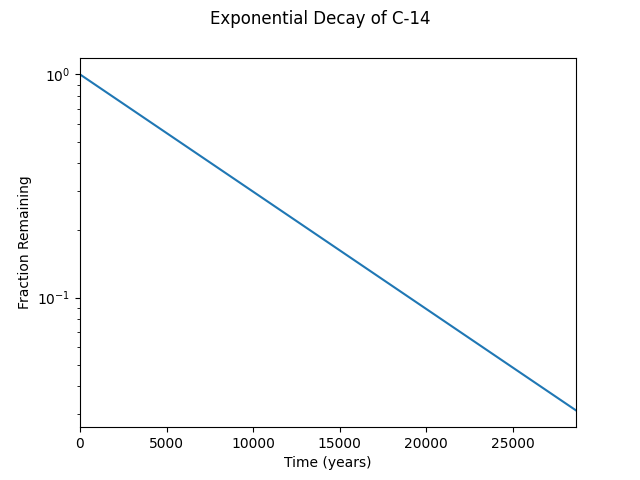 Exponential Decay of C-14
Fraction Remaining
10⁰
10⁻¹
0 5000 10000 15000 20000 25000
Time (years)